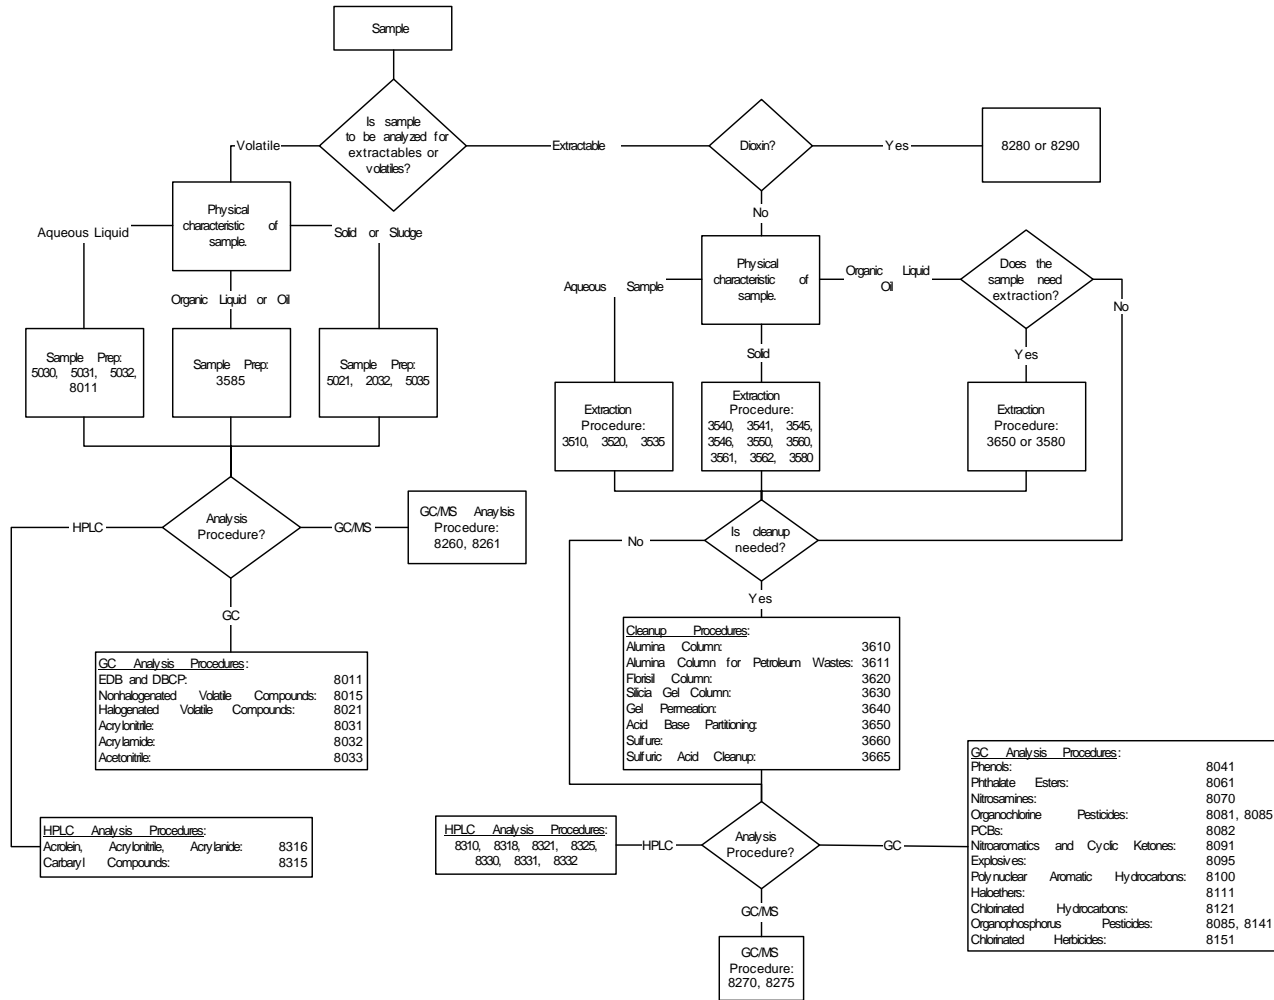 Sample
Is sample
to be analyzed for
extractables or
volatiles?
Volatile
Extractable
Dioxin?
Yes
8280 or 8290
No
Physical
characteristic of
sample.
Aqueous Liquid
Solid or Sludge
Organic Liquid or Oil
Sample Prep:
5030, 5031, 5032,
8011
Sample Prep:
3585
Sample Prep:
5021, 2032, 5035
Physical
characteristic of
sample.
Aqueous Sample
Organic Liquid
Oil
Does the
sample need
extraction?
No
Solid
Yes
Extraction
Procedure:
3510, 3520, 3535
Extraction
Procedure:
3540, 3541, 3545,
3546, 3550, 3560,
3561, 3562, 3580
Extraction
Procedure:
3650 or 3580
Analysis
Procedure?
HPLC
GC/MS
GC/MS Anaylsis
Procedure:
8260, 8261
GC
Is cleanup
needed?
No
Yes
GC Analysis Procedures:
EDB and DBCP: 8011
Nonhalogenated Volatile Compounds: 8015
Halogenated Volatile Compounds: 8021
Acrylonitrile: 8031
Acrylamide: 8032
Acetonitrile: 8033
Cleanup Procedures:
Alumina Column: 3610
Alumina Column for Petroleum Wastes: 3611
Florisil Column: 3620
Silicia Gel Column: 3630
Gel Permeation: 3640
Acid Base Partitioning: 3650
Sulfure: 3660
Sulfuric Acid Cleanup: 3665
HPLC Analysis Procedures:
Acrolein, Acrylonitrile, Acrylanide: 8316
Carbaryl Compounds: 8315
HPLC Analysis Procedures:
8310, 8318, 8321, 8325,
8330, 8331, 8332
HPLC
Analysis
Procedure?
GC
GC/MS
GC/MS
Procedure:
8270, 8275
GC Analysis Procedures:
Phenols: 8041
Phthalate Esters: 8061
Nitrosamines: 8070
Organochlorine Pesticides: 8081, 8085
PCBs: 8082
Nitroaromatics and Cyclic Ketones: 8091
Explosives: 8095
Polynuclear Aromatic Hydrocarbons: 8100
Haloethers: 8111
Chlorinated Hydrocarbons: 8121
Organophosphorus Pesticides: 8085, 8141
Chlorinated Herbicides: 8151